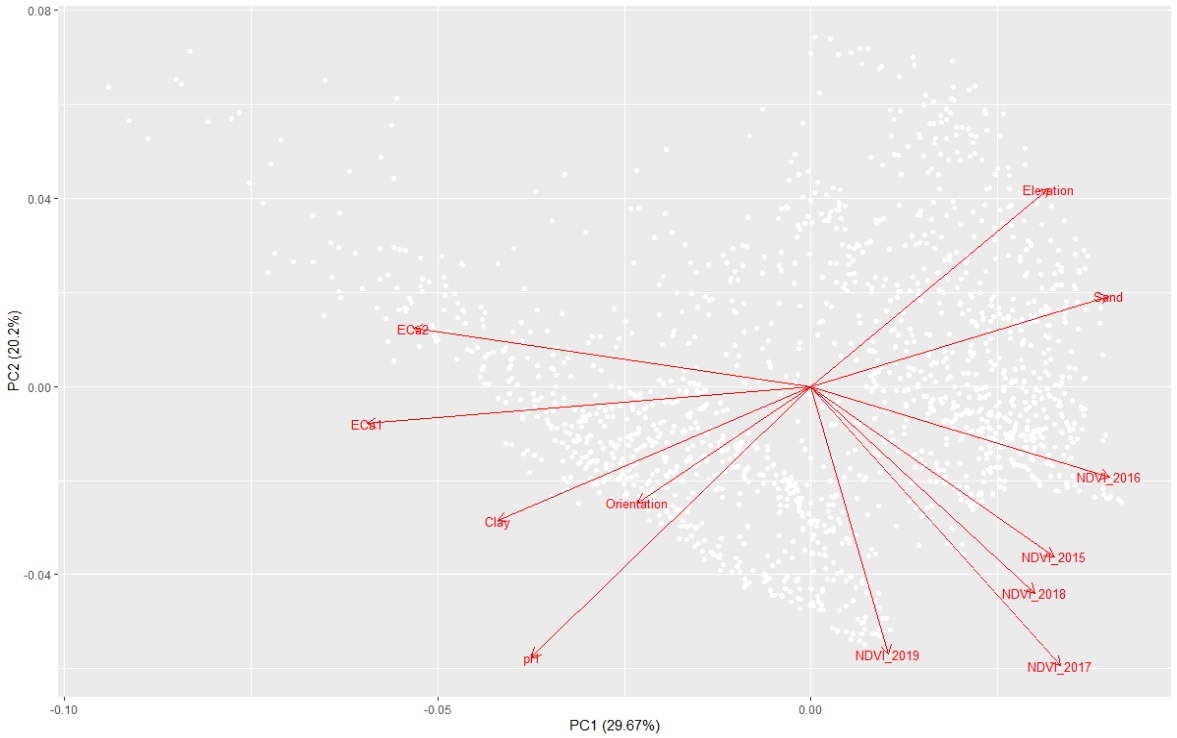 0.08
0.04
0.00
-0.04
PC2 (20.2%)
Elevation
Sand
ECa2
ECa1
NDVI_2016
Orientation
Clay
NDVI_2015
NDVI_2018
NDVI_2019
pH
NDVI_2017
-0.10
-0.05
0.00
PC1 (29.67%)